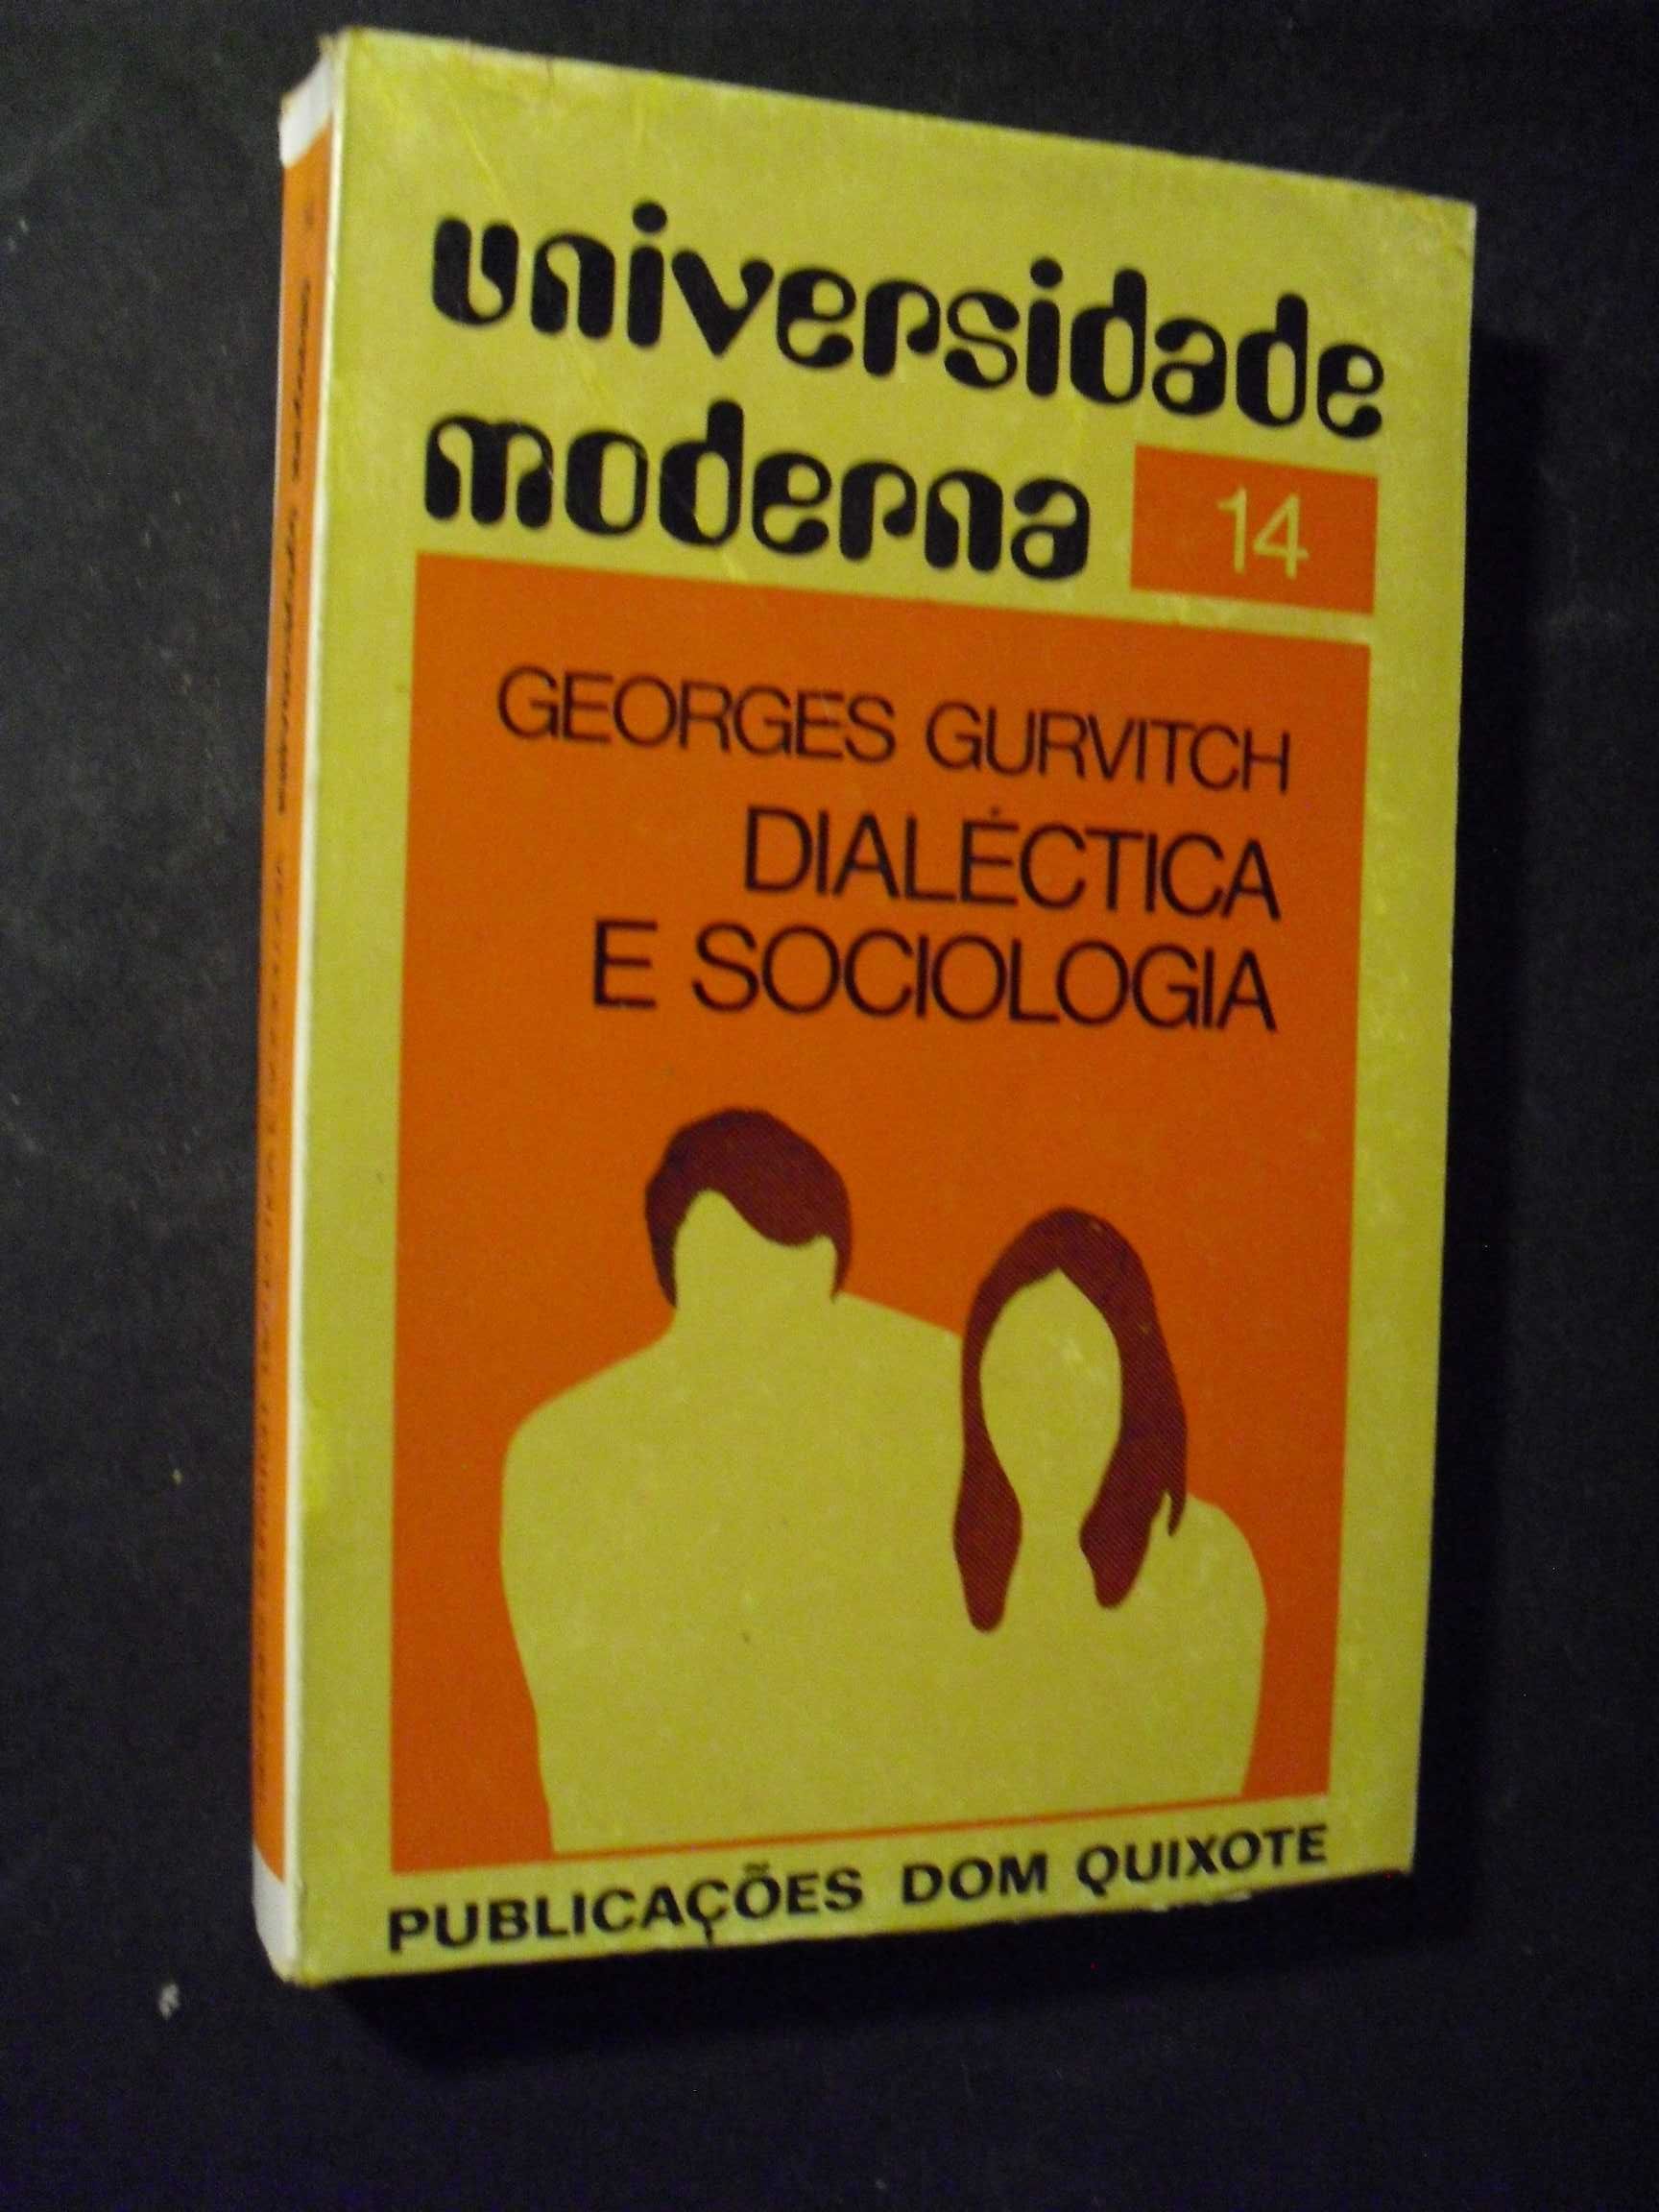 universidade
moderna
14
GEORGES GURVITCH
DIALÉCTICA
E SOCIOLOGIA
PUBLICAÇÕES DOM QUIXOTE